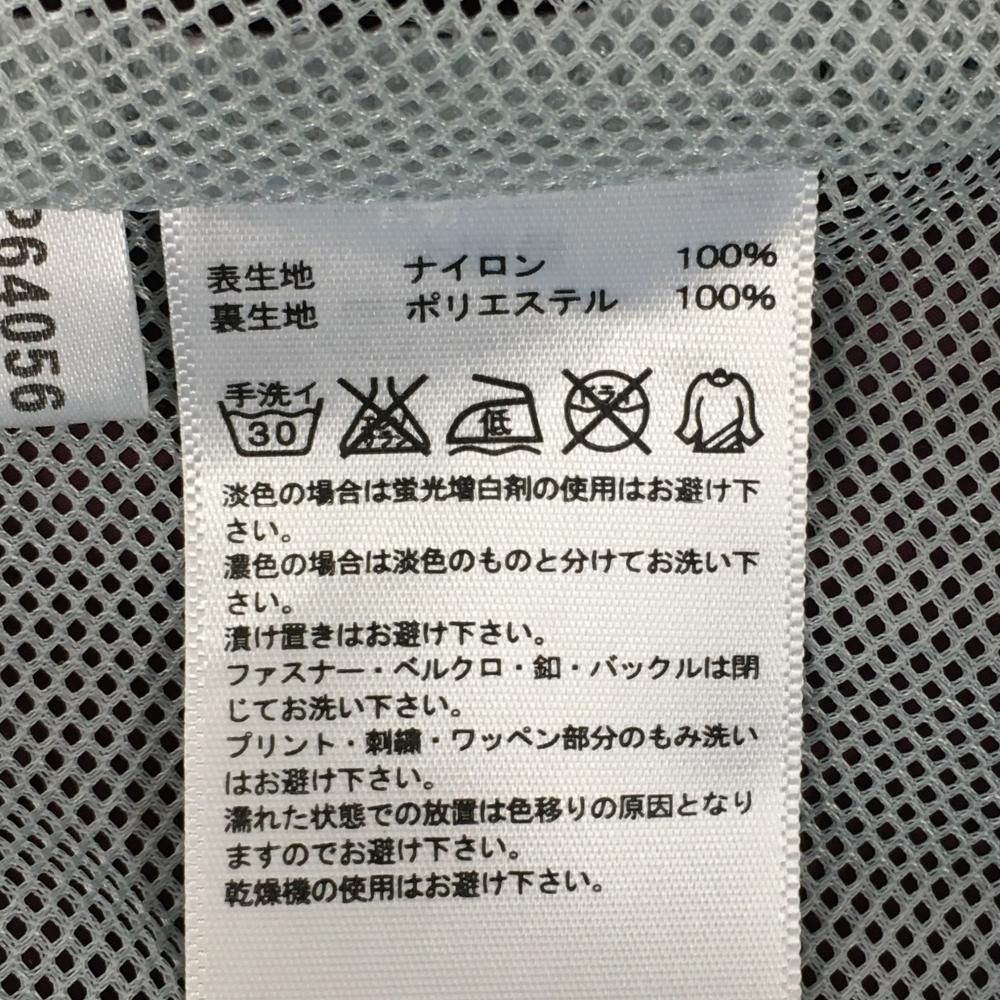 64056
表生地 ナイロン 100%
裏生地 ポリエステル 100%
手洗イ
30
低
ドライ
淡色の場合は蛍光増白剤の使用はお避け下
さい。
濃色の場合は淡色のものと分けてお洗い下
さい。
漬け置きはお避け下さい。
ファスナー・ベルクロ・釦・バックルは閉
じてお洗い下さい。
プリント・刺繍・ワッペン部分のもみ洗い
はお避け下さい。
濡れた状態での放置は色移りの原因となり
ますのでお避け下さい。
乾燥機の使用はお避け下さい。